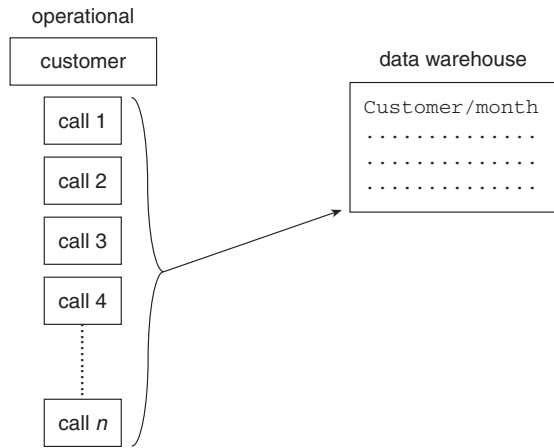 operational
customer
call 1
call 2
call 3
call 4
call n
data warehouse
Customer/month
. . . . . . . . . . . . . .
. . . . . . . . . . . . . .
. . . . . . . . . . . . . .